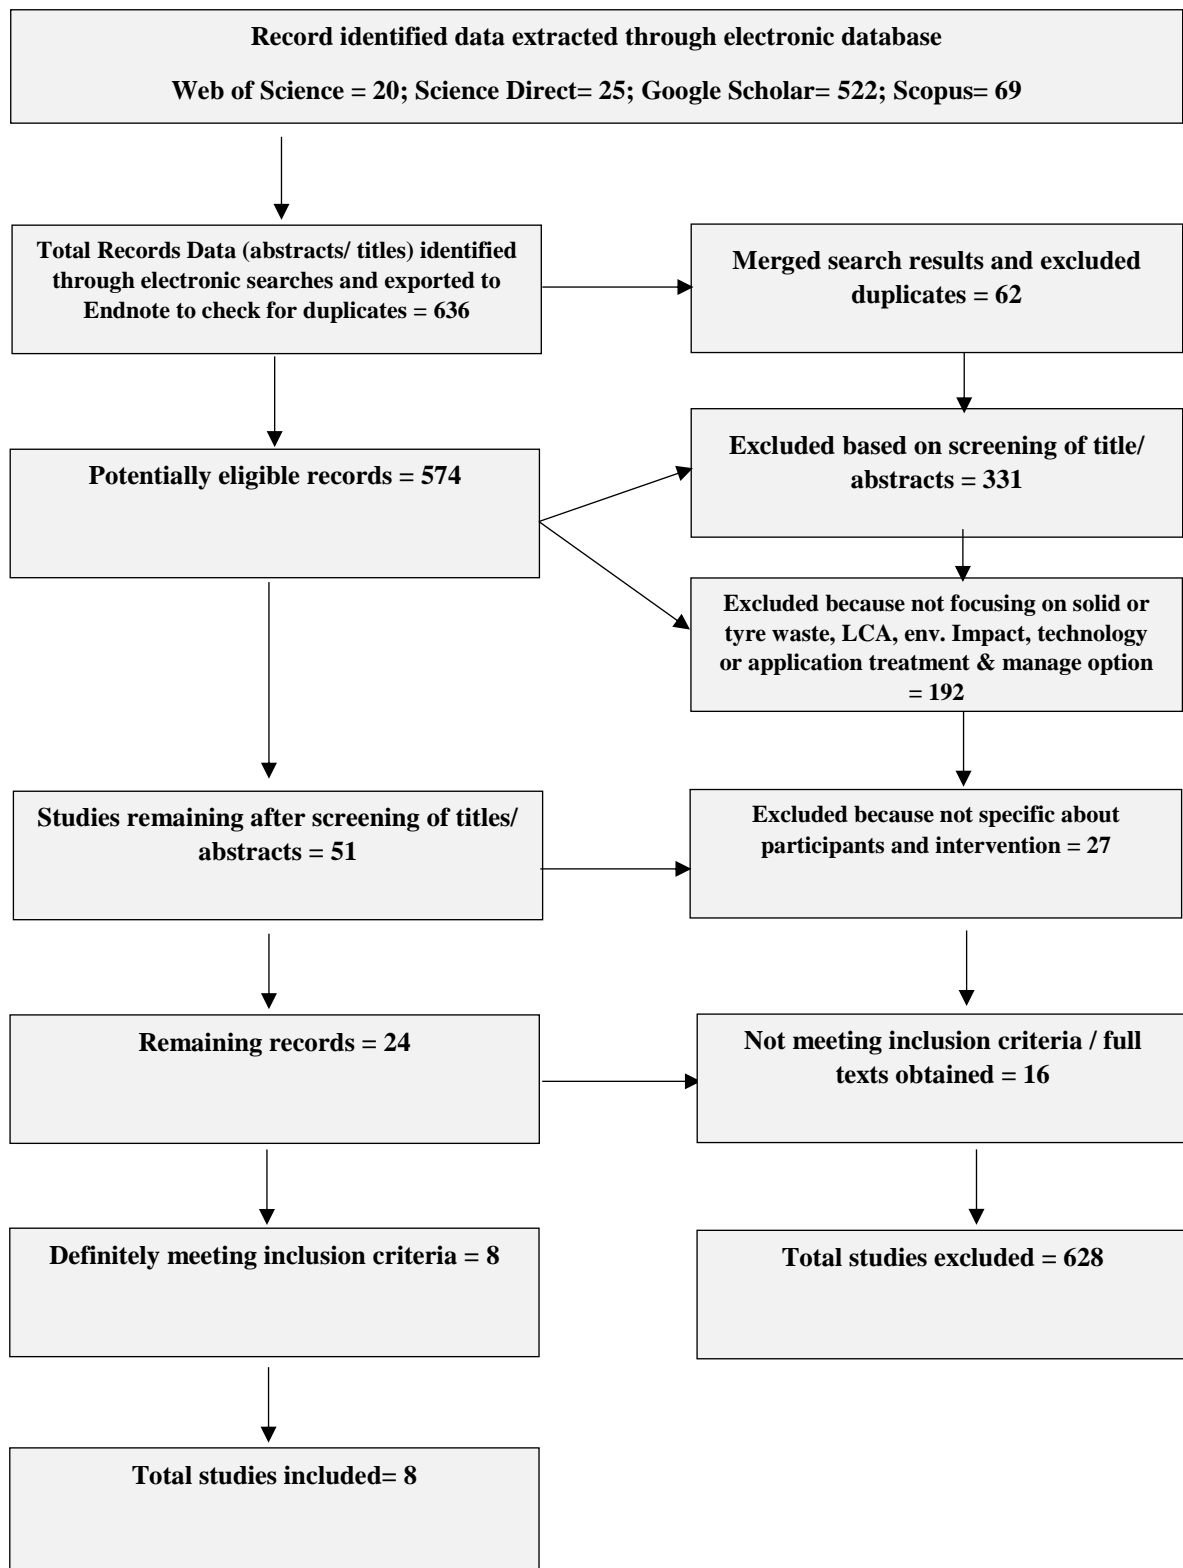 Record identified data extracted through electronic database
Web of Science = 20; Science Direct= 25; Google Scholar= 522; Scopus= 69
Total Records Data (abstracts/ titles) identified
through electronic searches and exported to
Endnote to check for duplicates = 636
Merged search results and excluded
duplicates = 62
Potentially eligible records = 574
Excluded based on screening of title/
abstracts = 331
Excluded because not focusing on solid or
tyre waste, LCA, env. Impact, technology
or application treatment & manage option
= 192
Studies remaining after screening of titles/
abstracts = 51
Excluded because not specific about
participants and intervention = 27
Remaining records = 24
Not meeting inclusion criteria / full
texts obtained = 16
Definitely meeting inclusion criteria = 8
Total studies excluded = 628
Total studies included= 8